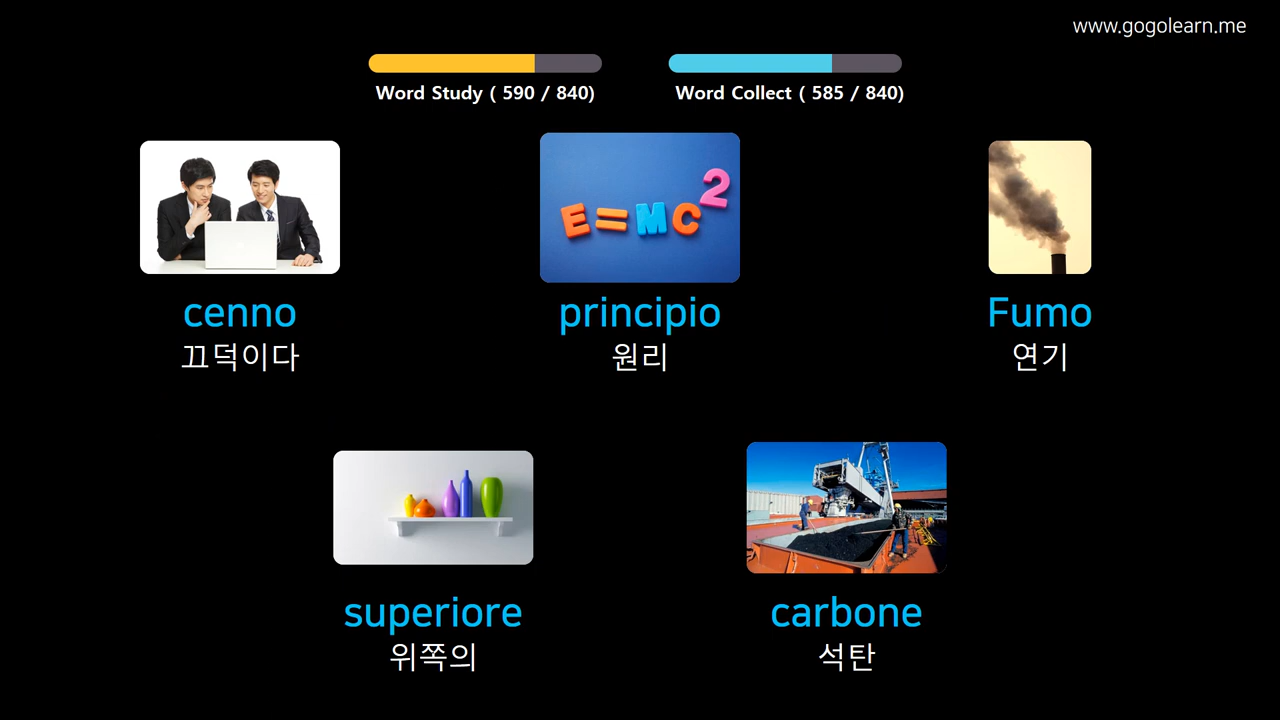 www.gogolearn.me
Word Study ( 590 / 840)
Word Collect ( 585 / 840)
E=MC2
cenno
끄덕이다
principio
원리
Fumo
연기
superiore
위쪽의
carbone
석탄